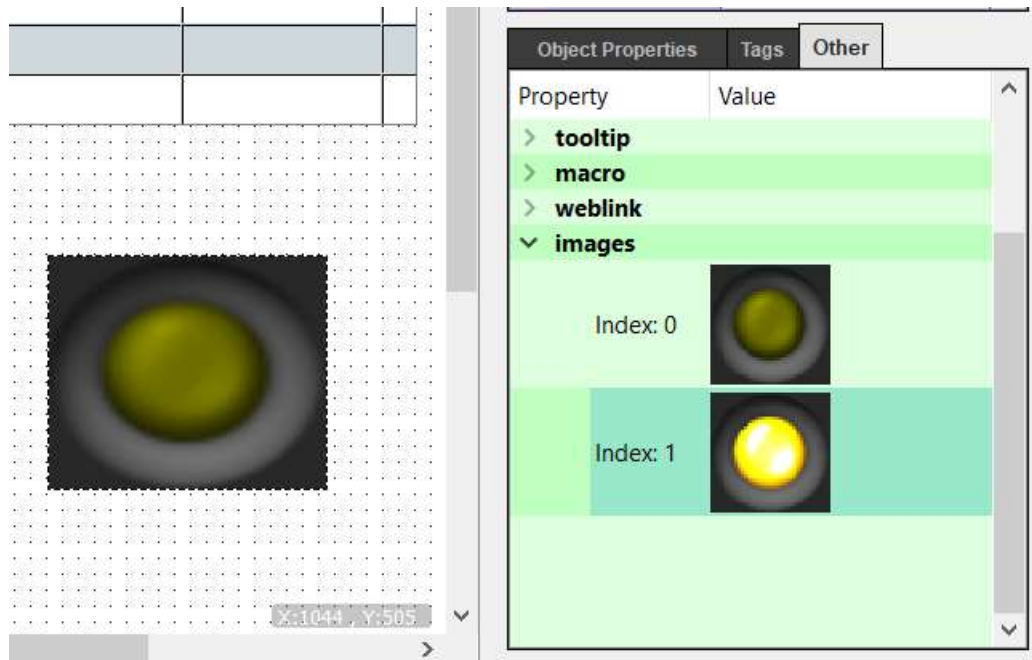 Object Properties Tags Other
Property Value
tooltip
macro
weblink
images
Index: 0
Index: 1
X:1044 , Y:505